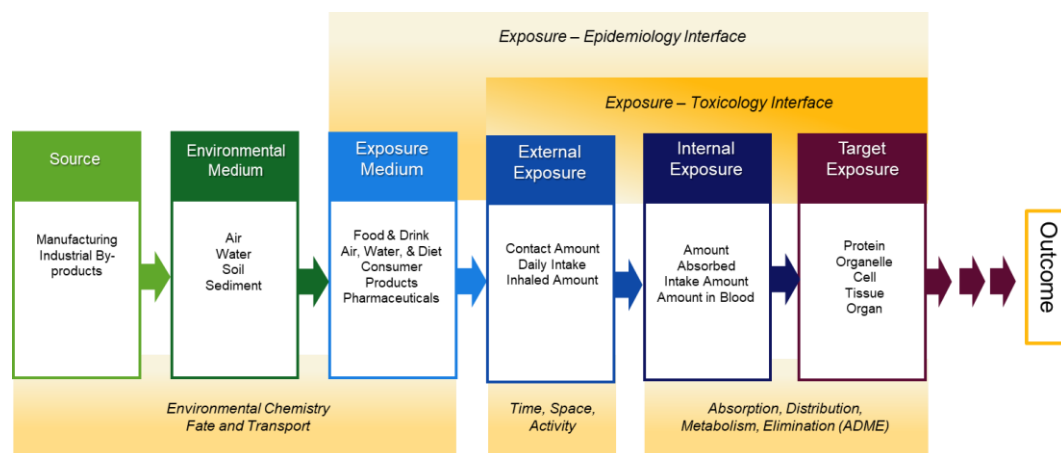 Exposure – Epidemiology Interface
Exposure – Toxicology Interface
Source
Manufacturing
Industrial By-
products
Environmental
Medium
Air
Water
Soil
Sediment
Exposure
Medium
Food & Drink
Air, Water, & Diet
Consumer
Products
Pharmaceuticals
External
Exposure
Contact Amount
Daily Intake
Inhaled Amount
Internal
Exposure
Amount
Absorbed
Intake Amount
Amount in Blood
Target
Exposure
Protein
Organelle
Cell
Tissue
Organ
Outcome
Environmental Chemistry
Fate and Transport
Time, Space,
Activity
Absorption, Distribution,
Metabolism, Elimination (ADME)